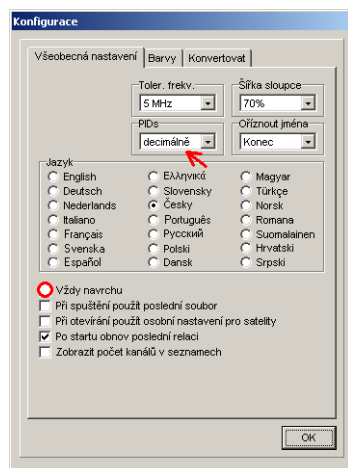 Konfigurace
Všeobecná nastavení Barvy Konvertovat
Toler. frekv. Šířka sloupce
5 MHz 70%
PIDs Oříznout jména
decimálně Konec
Jazyk
English Ελληνικά Magyar
Deutsch Slovensky Türkçe
Nederlands Česky Norsk
Italiano Português Romana
Français Русский Suomalainen
Svenska Polski Hrvatski
Español Dansk Srpski
Vždy navrchu
Při spuštění použít poslední soubor
Při otevírání použít osobní nastavení pro satelity
Po startu obnov poslední relaci
Zobrazit počet kanálů v seznamech
OK